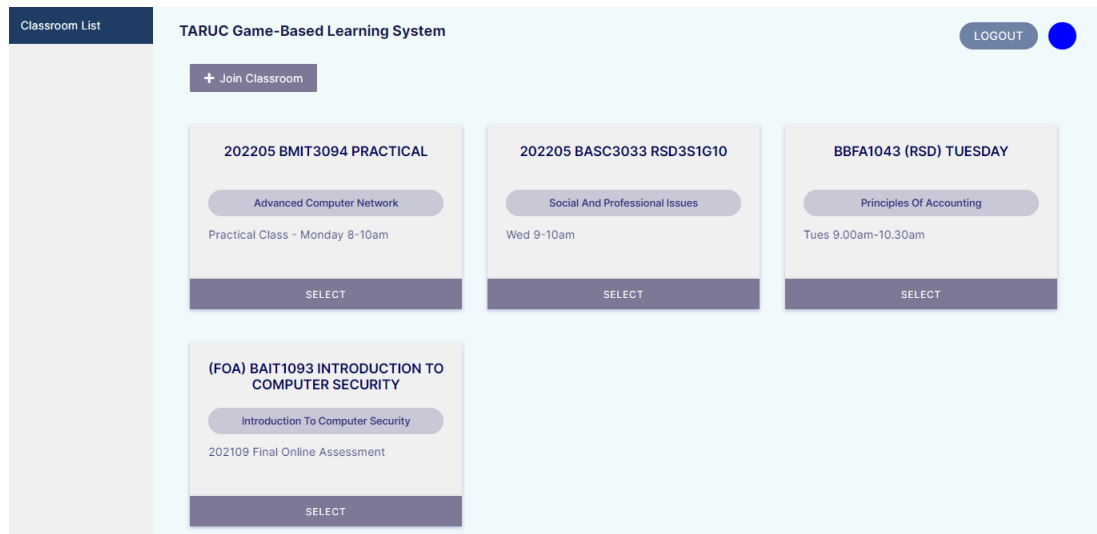 Classroom List
TARUC Game-Based Learning System
LOGOUT
+ Join Classroom
202205 BMIT3094 PRACTICAL
Advanced Computer Network
Practical Class - Monday 8-10am
SELECT
202205 BASC3033 RSD3S1G10
Social And Professional Issues
Wed 9-10am
SELECT
BBFA1043 (RSD) TUESDAY
Principles Of Accounting
Tues 9.00am-10.30am
SELECT
(FOA) BAIT1093 INTRODUCTION TO
COMPUTER SECURITY
Introduction To Computer Security
202109 Final Online Assessment
SELECT